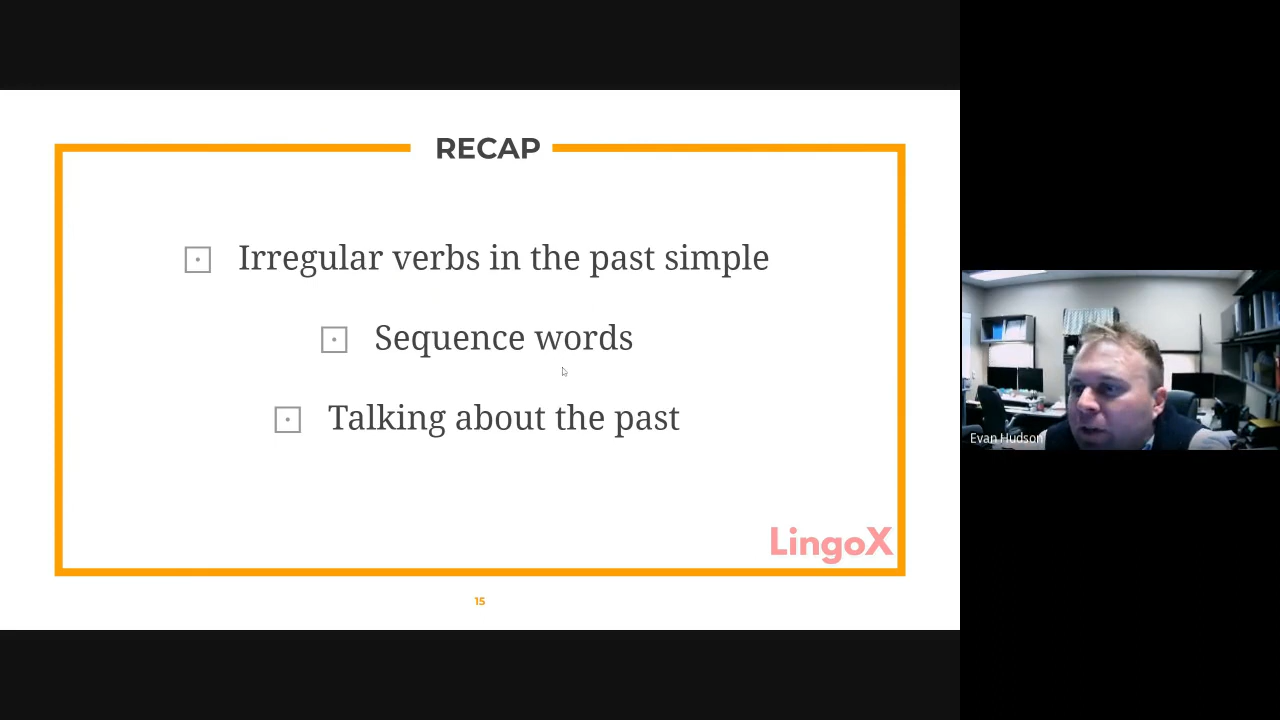 RECAP
Irregular verbs in the past simple
Sequence words
Talking about the past
LingoX
15
Evan Hudson